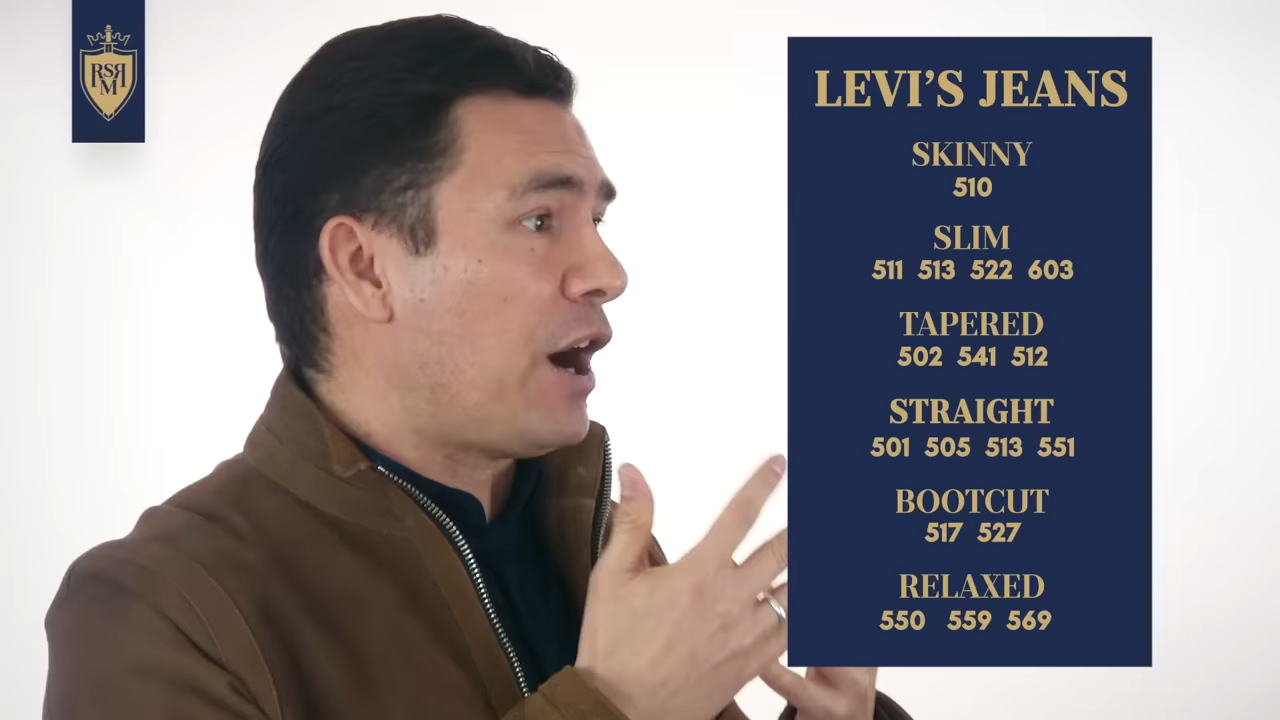 RSЯ
M
LEVI'S JEANS
SKINNY
510
SLIM
511 513 522 603
TAPERED
502 541 512
STRAIGHT
501 505 513 551
BOOTCUT
517 527
RELAXED
550 559 569